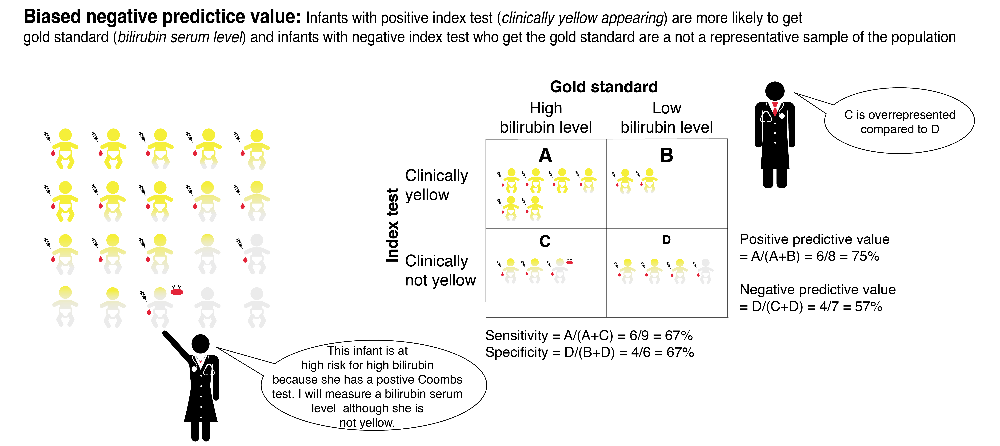 Biased negative predictice value: Infants with positive index test (clinically yellow appearing) are more likely to get
gold standard (bilirubin serum level) and infants with negative index test who get the gold standard are a not a representative sample of the population
Gold standard
High
bilirubin level
Low
bilirubin level
C is overrepresented
compared to D
Index test
Clinically
yellow
A
B
Clinically
not yellow
C
D
Positive predictive value
= A/(A+B) = 6/8 = 75%
Negative predictive value
= D/(C+D) = 4/7 = 57%
Sensitivity = A/(A+C) = 6/9 = 67%
Specificity = D/(B+D) = 4/6 = 67%
This infant is at
high risk for high bilirubin
because she has a postive Coombs
test. I will measure a bilirubin serum
level although she is
not yellow.